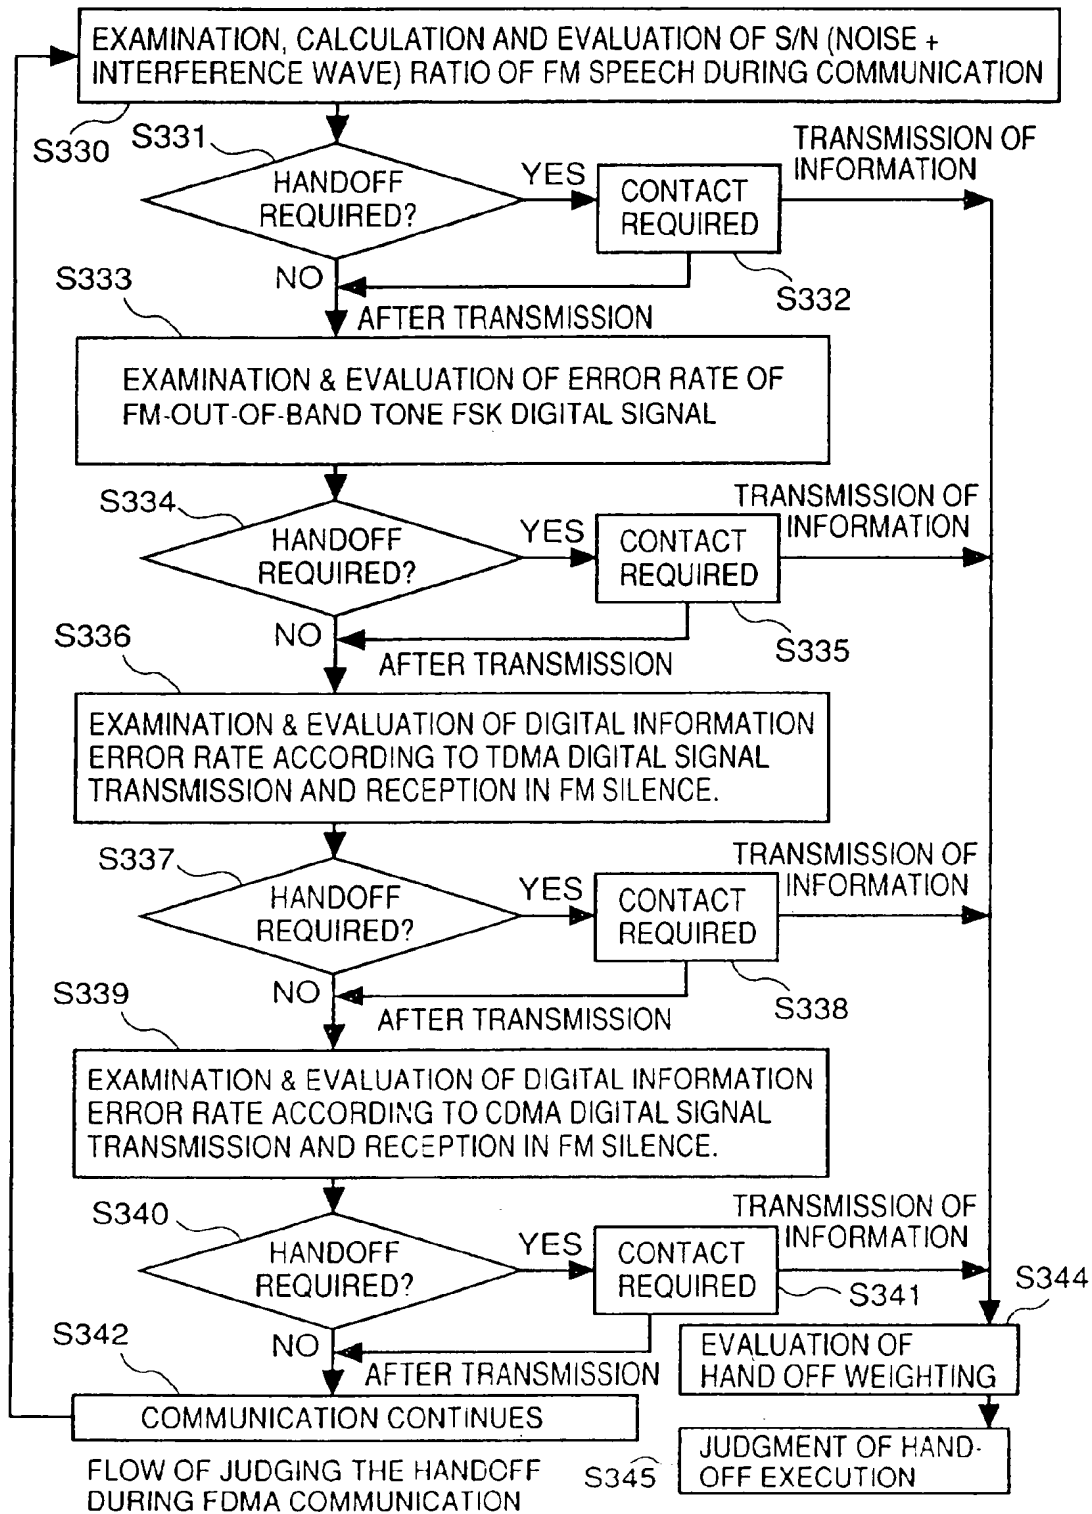 EXAMINATION, CALCULATION AND EVALUATION OF S/N (NOISE +
INTERFERENCE WAVE) RATIO OF FM SPEECH DURING COMMUNICATION
S330
S331
HANDOFF
REQUIRED?
YES
CONTACT
REQUIRED
TRANSMISSION OF
INFORMATION
S332
NO
AFTER TRANSMISSION
S333
EXAMINATION & EVALUATION OF ERROR RATE OF
FM-OUT-OF-BAND TONE FSK DIGITAL SIGNAL
S334
HANDOFF
REQUIRED?
YES
CONTACT
REQUIRED
TRANSMISSION OF
INFORMATION
S335
NO
AFTER TRANSMISSION
S336
EXAMINATION & EVALUATION OF DIGITAL INFORMATION
ERROR RATE ACCORDING TO TDMA DIGITAL SIGNAL
TRANSMISSION AND RECEPTION IN FM SILENCE.
S337
HANDOFF
REQUIRED?
YES
CONTACT
REQUIRED
TRANSMISSION OF
INFORMATION
S338
NO
AFTER TRANSMISSION
S339
EXAMINATION & EVALUATION OF DIGITAL INFORMATION
ERROR RATE ACCORDING TO CDMA DIGITAL SIGNAL
TRANSMISSION AND RECEPTION IN FM SILENCE.
S340
HANDOFF
REQUIRED?
YES
CONTACT
REQUIRED
TRANSMISSION OF
INFORMATION
S341
NO
AFTER TRANSMISSION
S342
COMMUNICATION CONTINUES
S344
EVALUATION OF
HAND OFF WEIGHTING
S345
JUDGMENT OF HAND-
OFF EXECUTION
FLOW OF JUDGING THE HANDOFF
DURING FDMA COMMUNICATION